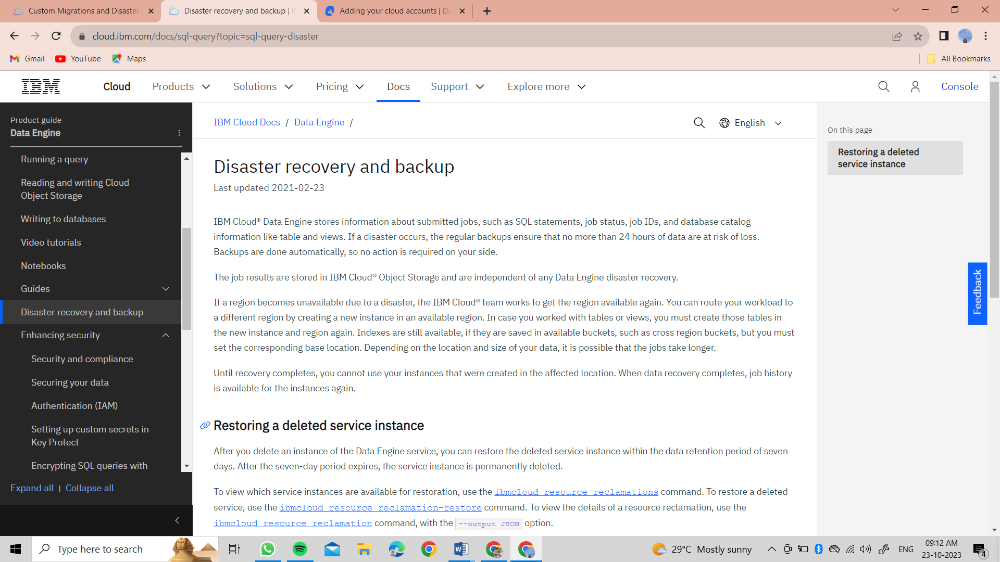 Custom Migrations and Disaster
Disaster recovery and backup | I
Adding your cloud accounts | Do
cloud.ibm.com/docs/sql-query?topic=sql-query-disaster
Gmail
YouTube
Maps
All Bookmarks
IBM
Cloud
Products
Solutions
Pricing
Docs
Support
Explore more
Console
Product guide
Data Engine
Running a query
Reading and writing Cloud
Object Storage
Writing to databases
Video tutorials
Notebooks
Guides
Disaster recovery and backup
Enhancing security
Security and compliance
Securing your data
Authentication (IAM)
Setting up custom secrets in
Key Protect
Encrypting SQL queries with
Expand all | Collapse all
IBM Cloud Docs / Data Engine /
English
Disaster recovery and backup
Last updated 2021-02-23
IBM Cloud® Data Engine stores information about submitted jobs, such as SQL statements, job status, job IDs, and database catalog
information like table and views. If a disaster occurs, the regular backups ensure that no more than 24 hours of data are at risk of loss.
Backups are done automatically, so no action is required on your side.
The job results are stored in IBM Cloud® Object Storage and are independent of any Data Engine disaster recovery.
If a region becomes unavailable due to a disaster, the IBM Cloud® team works to get the region available again. You can route your workload to
a different region by creating a new instance in an available region. In case you worked with tables or views, you must create those tables in
the new instance and region again. Indexes are still available, if they are saved in available buckets, such as cross region buckets, but you must
set the corresponding base location. Depending on the location and size of your data, it is possible that the jobs take longer.
Until recovery completes, you cannot use your instances that were created in the affected location. When data recovery completes, job history
is available for the instances again.
Restoring a deleted service instance
After you delete an instance of the Data Engine service, you can restore the deleted service instance within the data retention period of seven
days. After the seven-day period expires, the service instance is permanently deleted.
To view which service instances are available for restoration, use the ibmcloud resource reclamations command. To restore a deleted
service, use the ibmcloud resource reclamation-restore command. To view the details of a resource reclamation, use the
ibmcloud resource reclamation command, with the --output JSON option.
On this page
Restoring a deleted
service instance
Feedback
Type here to search
29°C Mostly sunny
ENG
09:12 AM
23-10-2023
4